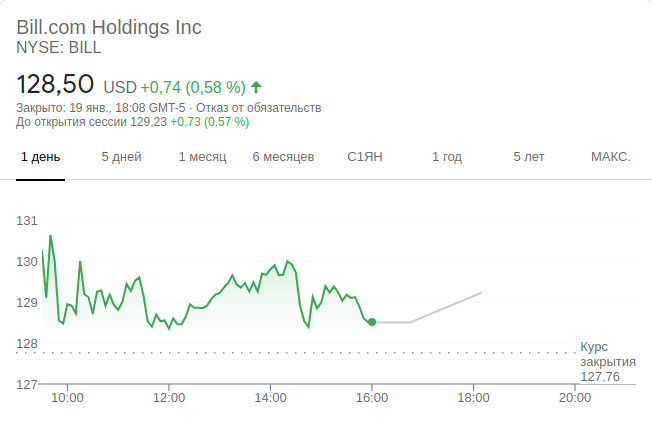 Bill.com Holdings Inc
NYSE: BILL
128,50 USD +0,74 (0,58 %)
Закрыто: 19 янв., 18:08 GMT-5 · Отказ от обязательств
До открытия сессии 129,23 +0,73 (0,57 %)
1 день 5 дней 1 месяц 6 месяцев С1ЯН 1 год 5 лет МАКС.
131
130
129
128
Курс
закрытия
127,76
127
10:00 12:00 14:00 16:00 18:00 20:00